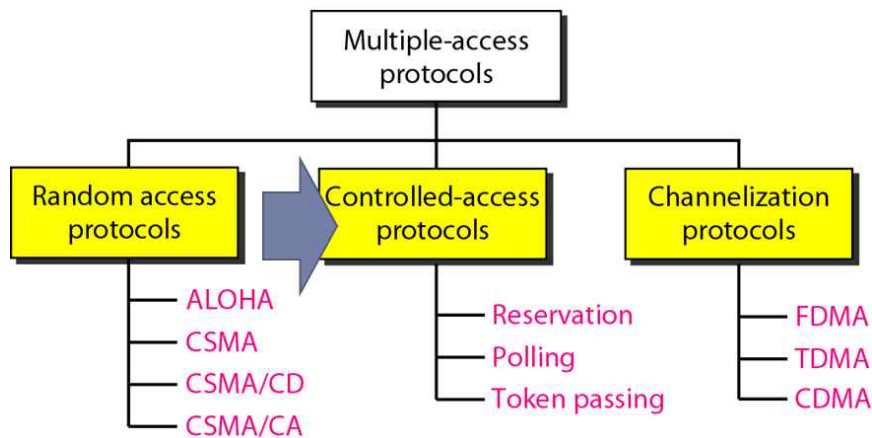 Multiple-access
protocols
Random access
protocols
Controlled-access
protocols
Channelization
protocols
ALOHA
CSMA
CSMA/CD
CSMA/CA
Reservation
Polling
Token passing
FDMA
TDMA
CDMA